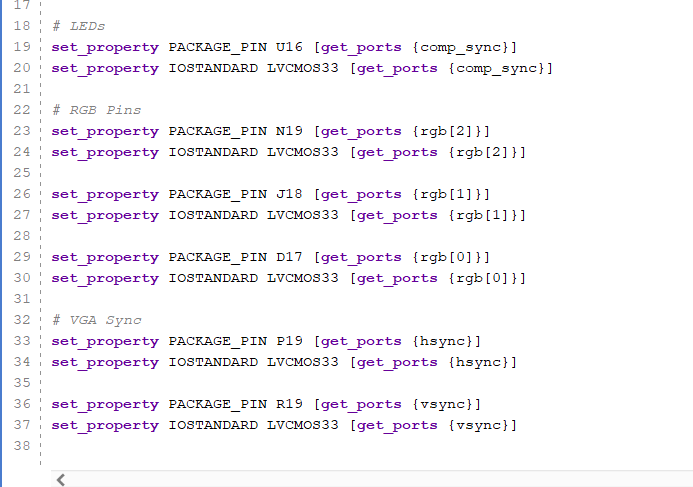 17
18 # LEDs
19 set_property PACKAGE_PIN U16 [get_ports {comp_sync}]
20 set_property IOSTANDARD LVCMOS33 [get_ports {comp_sync}]
21
22 # RGB Pins
23 set_property PACKAGE_PIN N19 [get_ports {rgb[2]}]
24 set_property IOSTANDARD LVCMOS33 [get_ports {rgb[2]}]
25
26 set_property PACKAGE_PIN J18 [get_ports {rgb[1]}]
27 set_property IOSTANDARD LVCMOS33 [get_ports {rgb[1]}]
28
29 set_property PACKAGE_PIN D17 [get_ports {rgb[0]}]
30 set_property IOSTANDARD LVCMOS33 [get_ports {rgb[0]}]
31
32 # VGA Sync
33 set_property PACKAGE_PIN P19 [get_ports {hsync}]
34 set_property IOSTANDARD LVCMOS33 [get_ports {hsync}]
35
36 set_property PACKAGE_PIN R19 [get_ports {vsync}]
37 set_property IOSTANDARD LVCMOS33 [get_ports {vsync}]
38